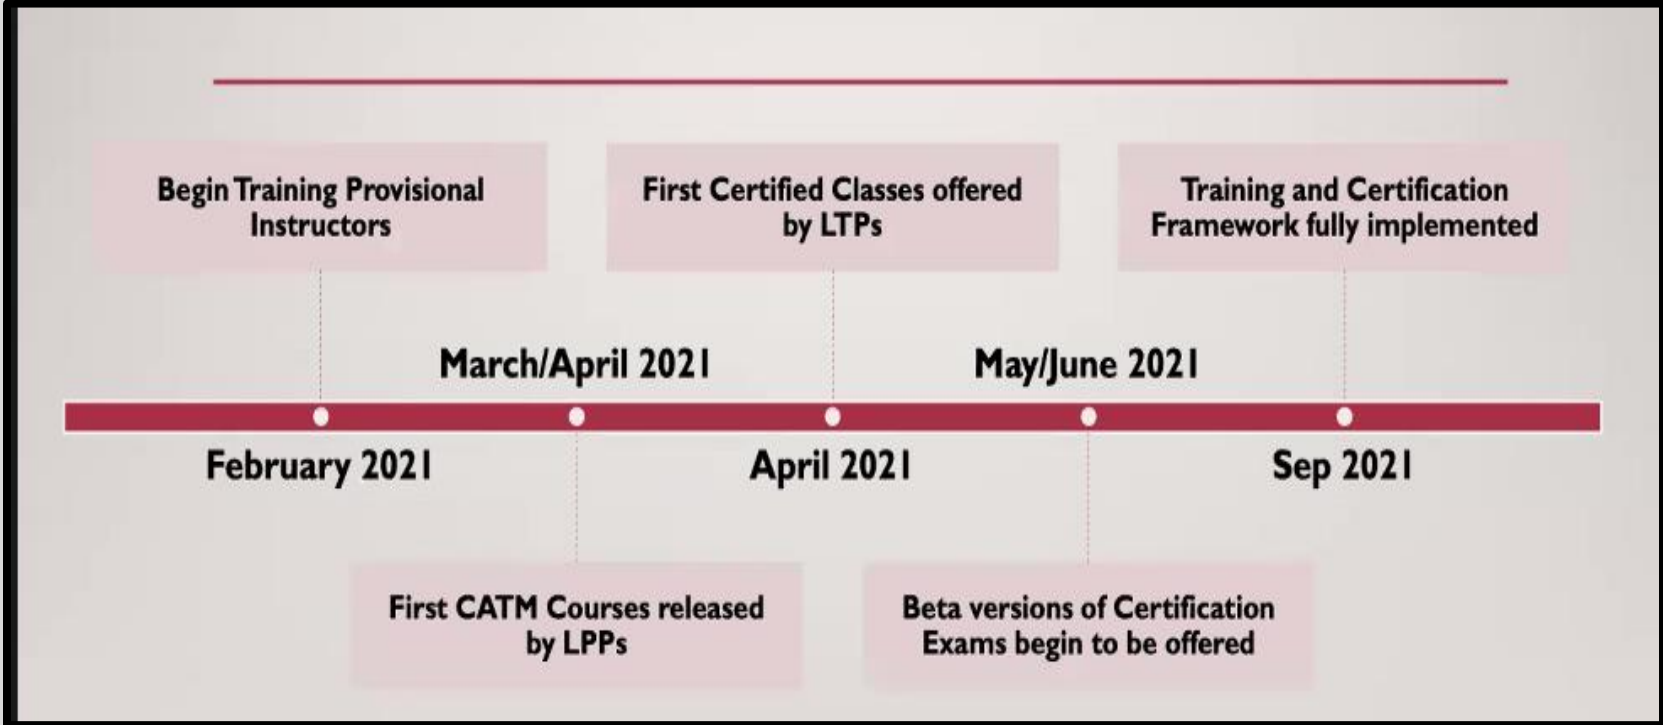 Begin Training Provisional
Instructors
First Certified Classes offered
by LTPs
Training and Certification
Framework fully implemented
March/April 2021
May/June 2021
February 2021
April 2021
Sep 2021
First CATM Courses released
by LPPs
Beta versions of Certification
Exams begin to be offered